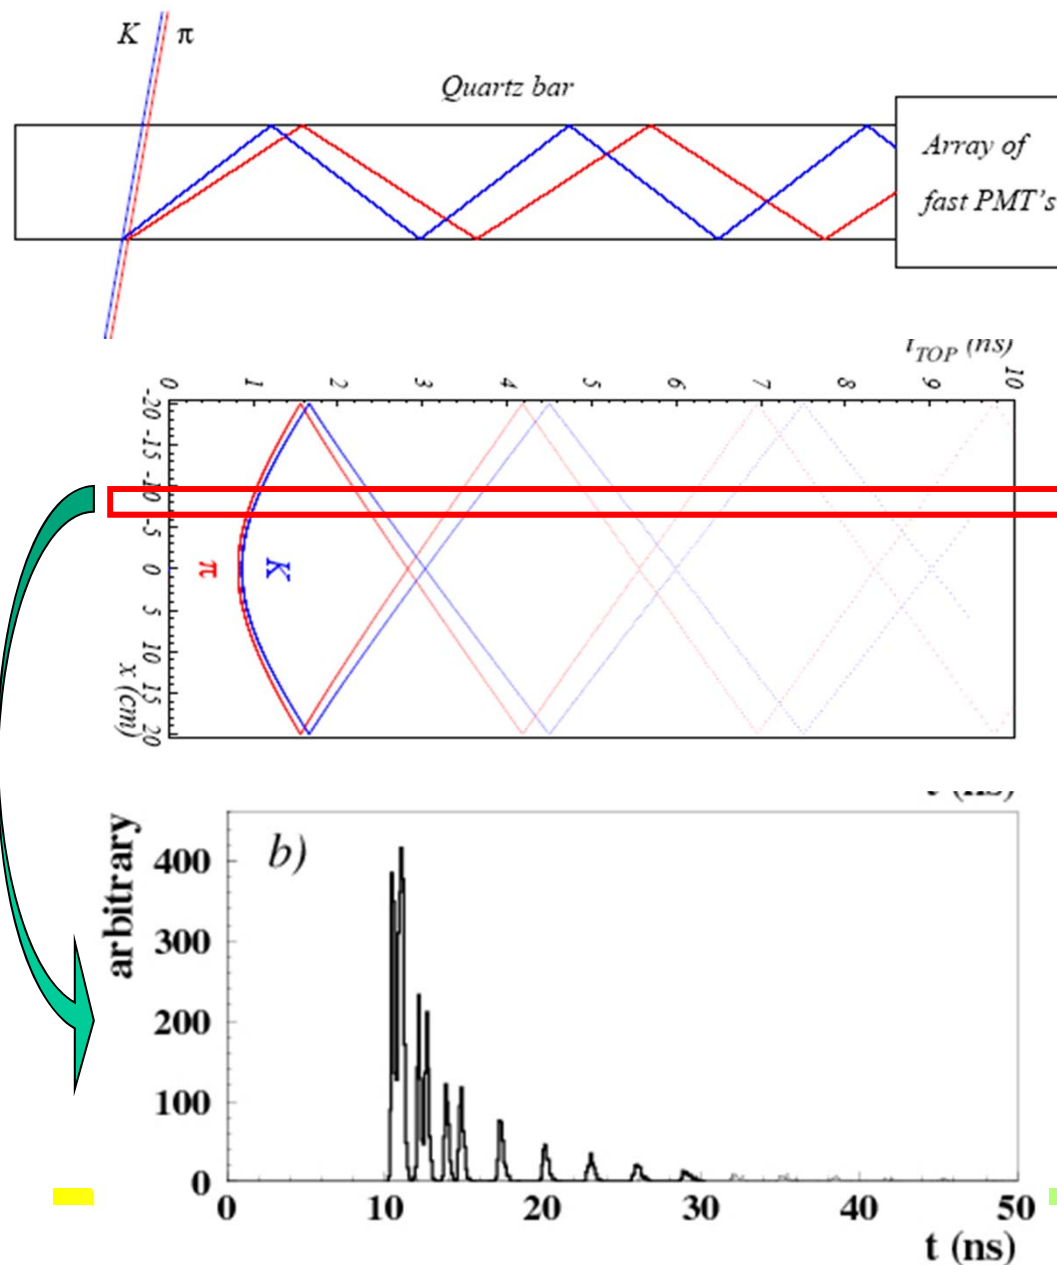 K π
Quartz bar
Array of
fast PMT's
t_TOP (ns)
0 1 2 3 4 5 6 7 8 9 10
-20 -15 -10 -5 0 5 10 15 20
π K
x (cm)
t (ns)
b)
arbitrary
400
300
200
100
0
0 10 20 30 40 50
t (ns)